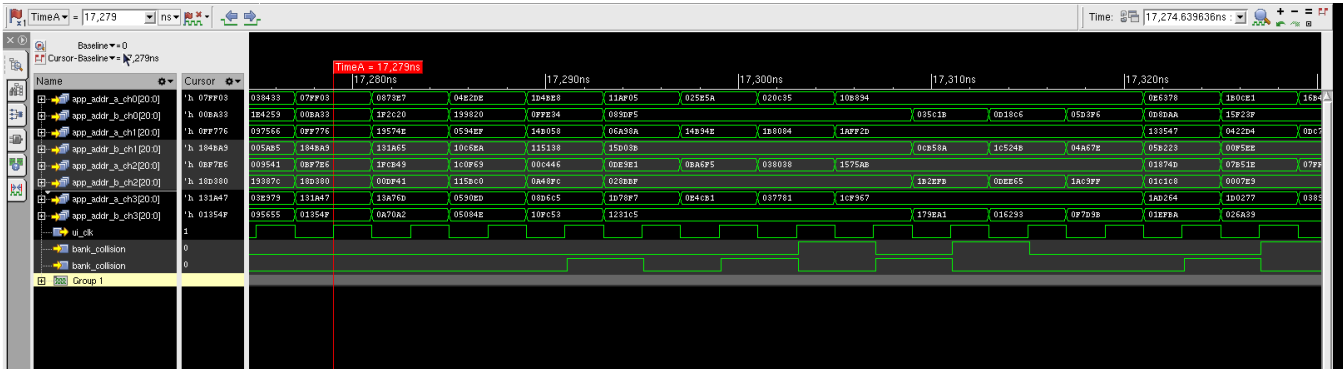 TimeA = 17,279 ns Time: 17,274.639636ns :
Baseline = 0
Cursor-Baseline = 17,279ns
TimeA = 17,279ns
17,280ns 17,290ns 17,300ns 17,310ns 17,320ns
Name Cursor
app_addr_a_ch0[20:0] 'h 07FF03 038433 07FF03 0873E7 04E2DE 1D4BE8 11AF05 025E5A 020C35 10B894 0E6378 1B0CE1 16B4
app_addr_b_ch0[20:0] 'h 00BA33 1E4259 00BA33 1F2C20 199820 0FFE34 089DF5 035C1B 0D18C6 05D3F6 0D8DAA 15F23F
app_addr_a_ch1[20:0] 'h 0FF776 097566 0FF776 19574E 0594EF 14B058 06A98A 14B94E 1B8084 1AFF2D 133547 0422D4 0DC7
app_addr_b_ch1[20:0] 'h 184BA9 005AB5 184BA9 131A65 10C6EA 115138 15D03B 0CB58A 1C524B 04A67E 05B223 00F5EE
app_addr_a_ch2[20:0] 'h 0BF7E6 009541 0BF7E6 1FCB49 1C0F69 00C446 0DE9E1 0BA6F5 038038 1575AB 01874D 07B51E 07FF
app_addr_b_ch2[20:0] 'h 18D380 19387C 18D380 00DF41 115BC0 0A48FC 028BBF 1B2EFB 0DEE65 1AC9FF 01C1C8 0007E9
app_addr_a_ch3[20:0] 'h 131A47 03E979 131A47 13A76D 0590ED 08D6C5 1D78F7 0E4CB1 037781 1CF967 1AD264 1D0277 0389
app_addr_b_ch3[20:0] 'h 01354F 095655 01354F 0A70A2 05084E 10FC53 1231C5 179EA1 016293 0F7D9B 01EFBA 026A39
ui_clk 1
bank_collision 0
bank_collision 0
Group 1